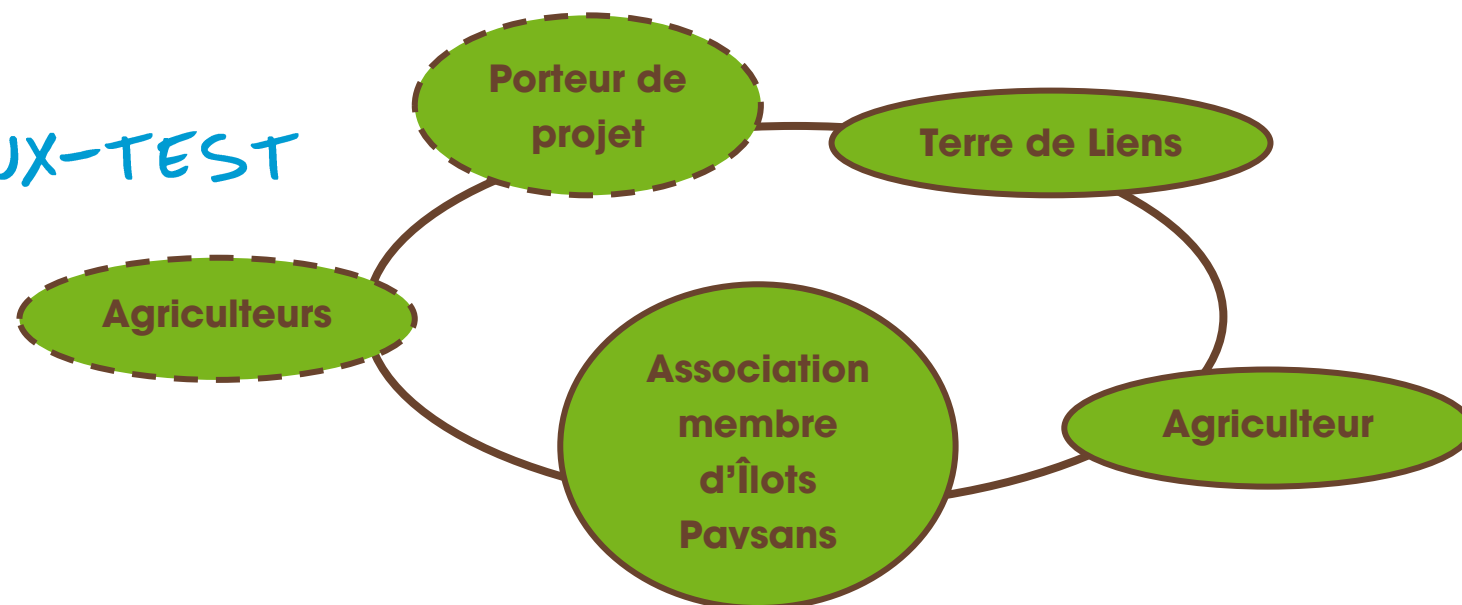 UX-TEST
Porteur de
projet
Terre de Liens
Agriculteurs
Association
membre
d'Îlots
Paysans
Agriculteur